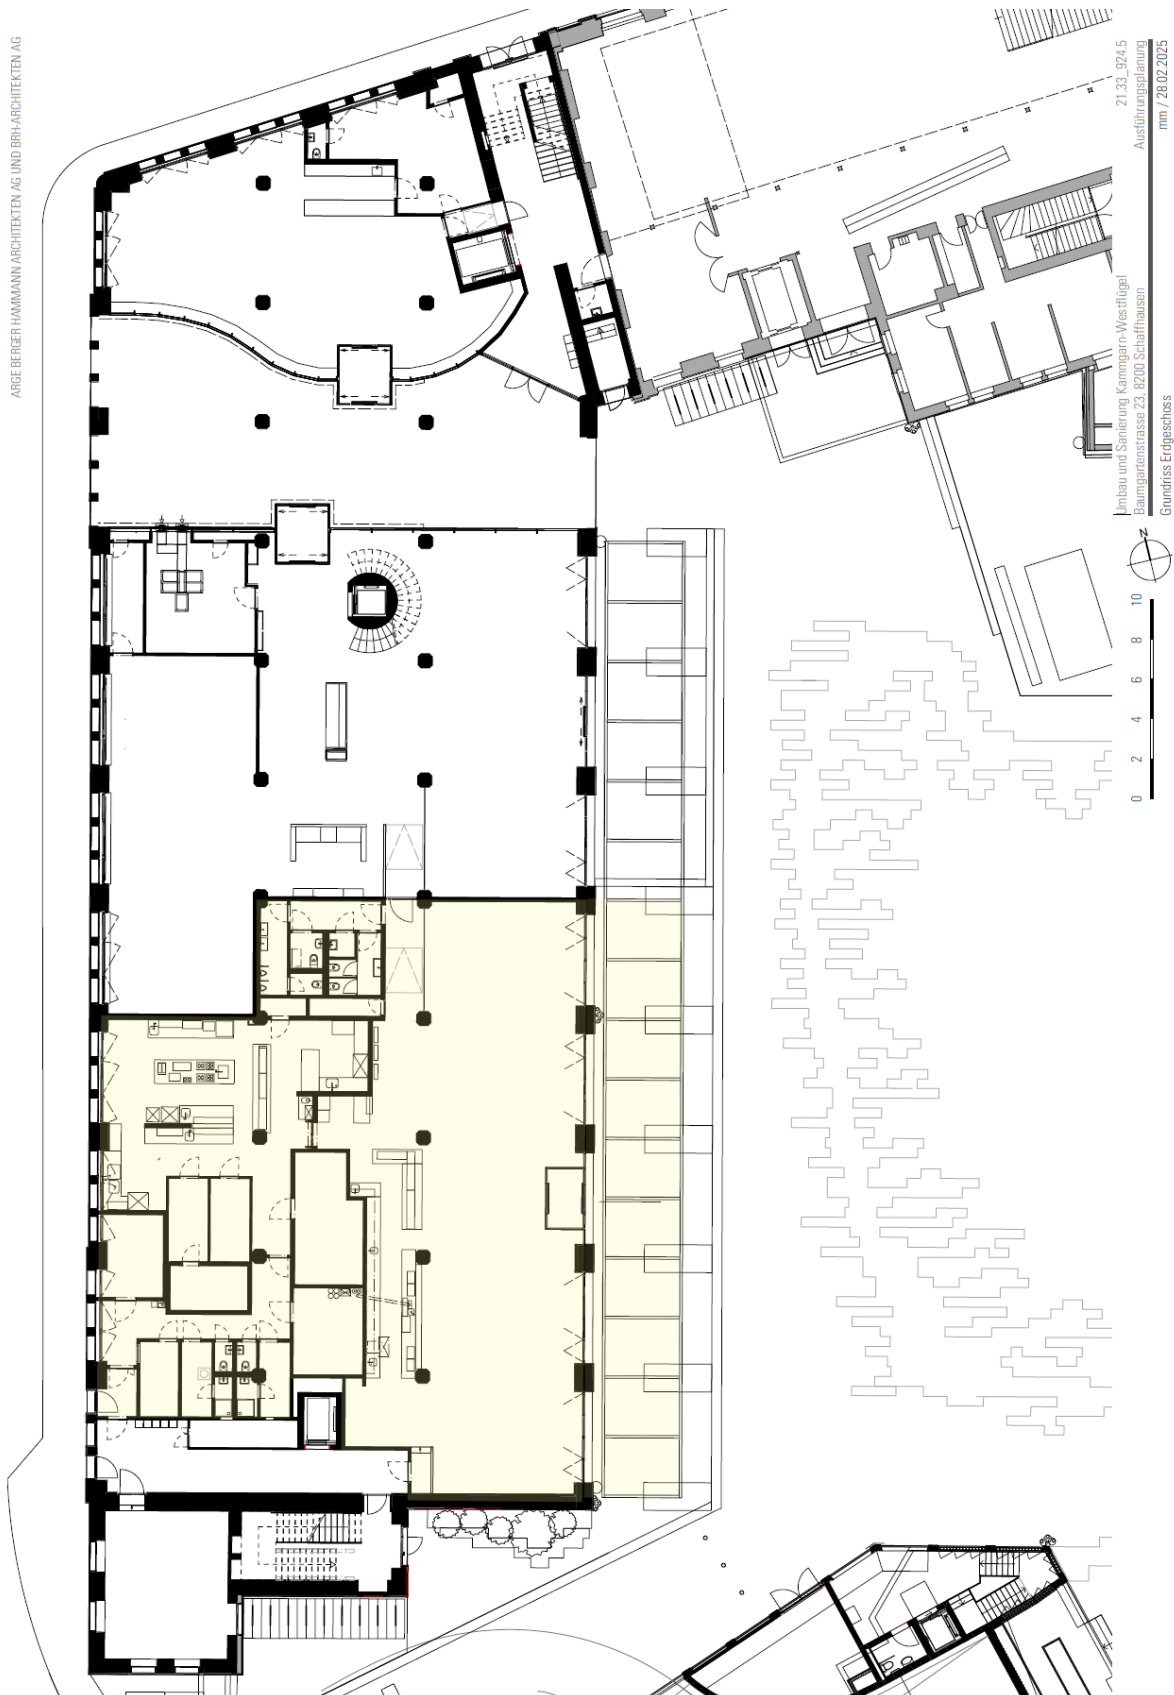 ARGE BERGER HAMMANN ARCHITEKTEN AG UND BRH-ARCHITEKTEN AG
Umbau und Sanierung Kammgarn-Westflügel
21.33_924.5
Baumgartenstrasse 23, 8200 Schaffhausen
Ausführungsplanung
Grundriss Erdgeschoss
mm / 28.02.2025
N
0 2 4 6 8 10